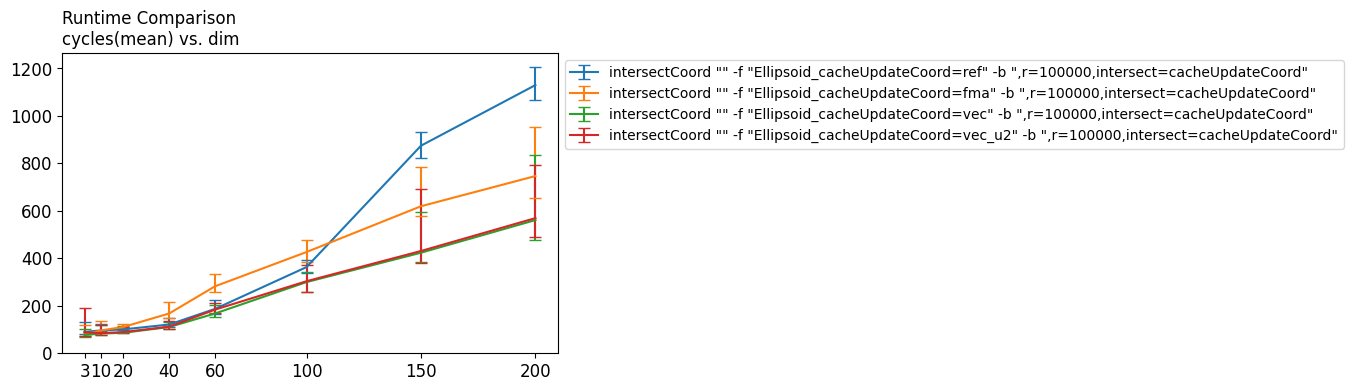 Runtime Comparison
cycles(mean) vs. dim
1200
1000
800
600
400
200
0
3 10 20 40 60 100 150 200
intersectCoord "" -f "Ellipsoid_cacheUpdateCoord=ref" -b ",r=100000,intersect=cacheUpdateCoord"
intersectCoord "" -f "Ellipsoid_cacheUpdateCoord=fma" -b ",r=100000,intersect=cacheUpdateCoord"
intersectCoord "" -f "Ellipsoid_cacheUpdateCoord=vec" -b ",r=100000,intersect=cacheUpdateCoord"
intersectCoord "" -f "Ellipsoid_cacheUpdateCoord=vec_u2" -b ",r=100000,intersect=cacheUpdateCoord"